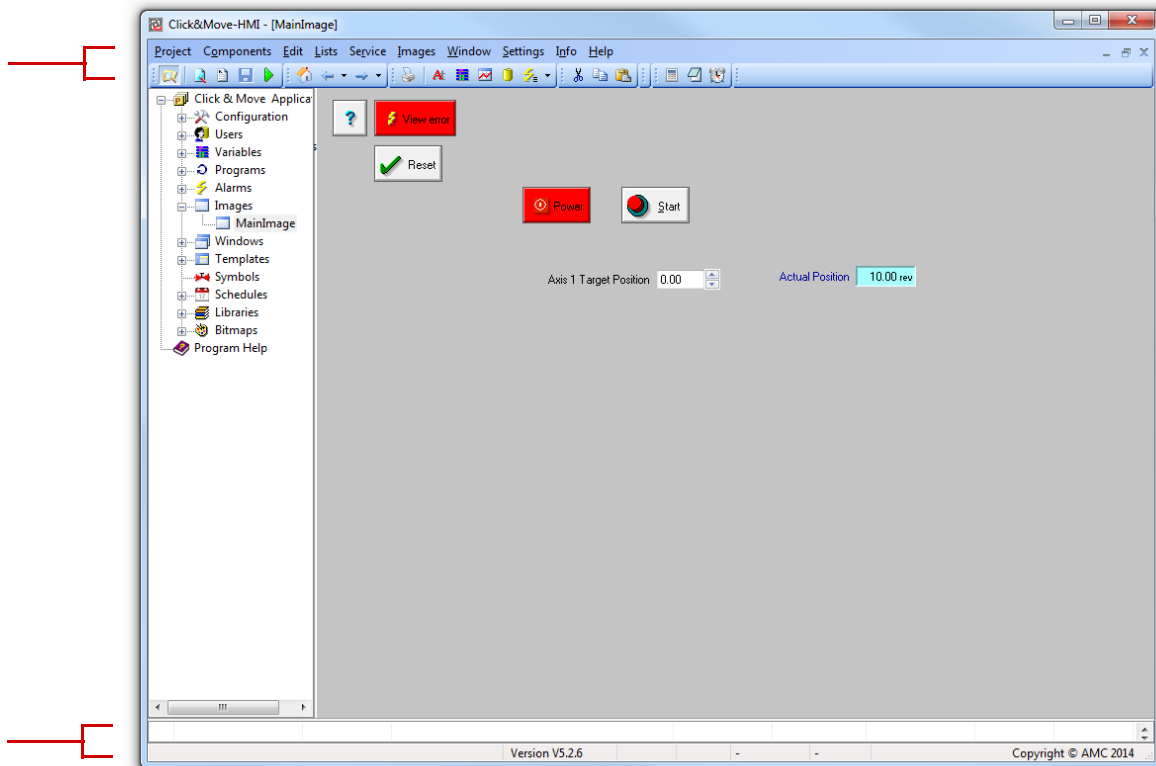 Click&Move-HMI - [MainImage]
Project Components Edit Lists Service Images Window Settings Info Help
Click & Move Applica
Configuration
Users
Variables
Programs
Alarms
Images
MainImage
Windows
Templates
Symbols
Schedules
Libraries
Bitmaps
Program Help
? View error
Reset
Power Start
Axis 1 Target Position 0.00 Actual Position 10.00 rev
Version V5.2.6 - - Copyright © AMC 2014